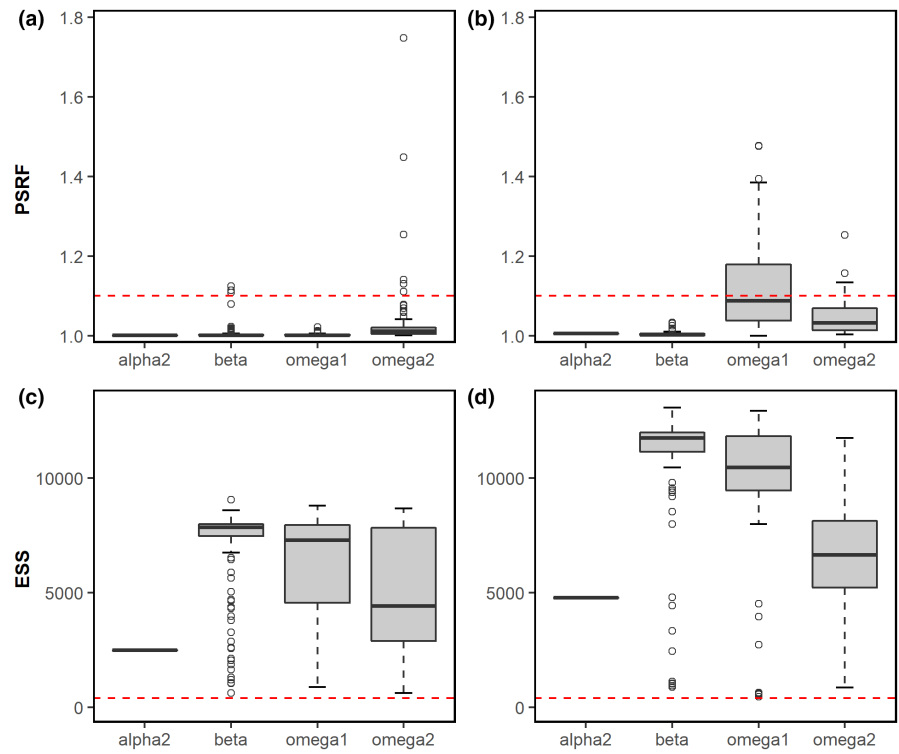 (a)
(b)
PSRF
1.8
1.6
1.4
1.2
1.0
1.8
1.6
1.4
1.2
1.0
alpha2 beta omega1 omega2
alpha2 beta omega1 omega2
(c)
(d)
ESS
10000
5000
0
10000
5000
0
alpha2 beta omega1 omega2
alpha2 beta omega1 omega2